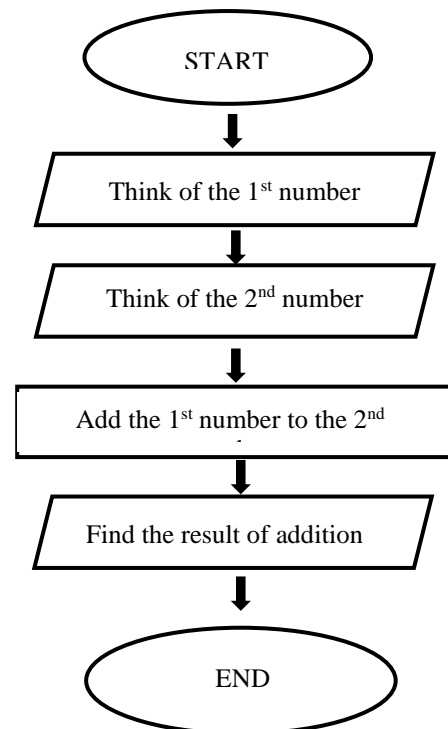 START
Think of the 1st number
Think of the 2nd number
Add the 1st number to the 2nd
Find the result of addition
END